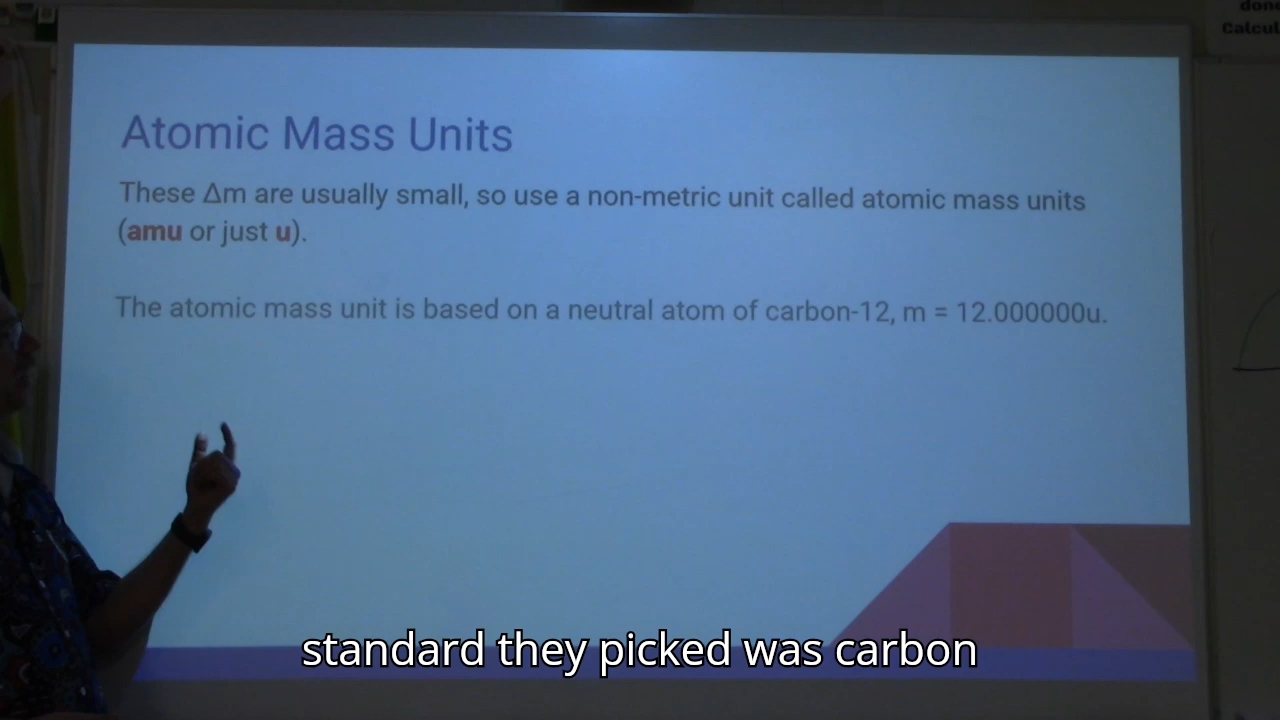 Atomic Mass Units
These Δm are usually small, so use a non-metric unit called atomic mass units
(amu or just u).
The atomic mass unit is based on a neutral atom of carbon-12, m = 12.000000u.
standard they picked was carbon